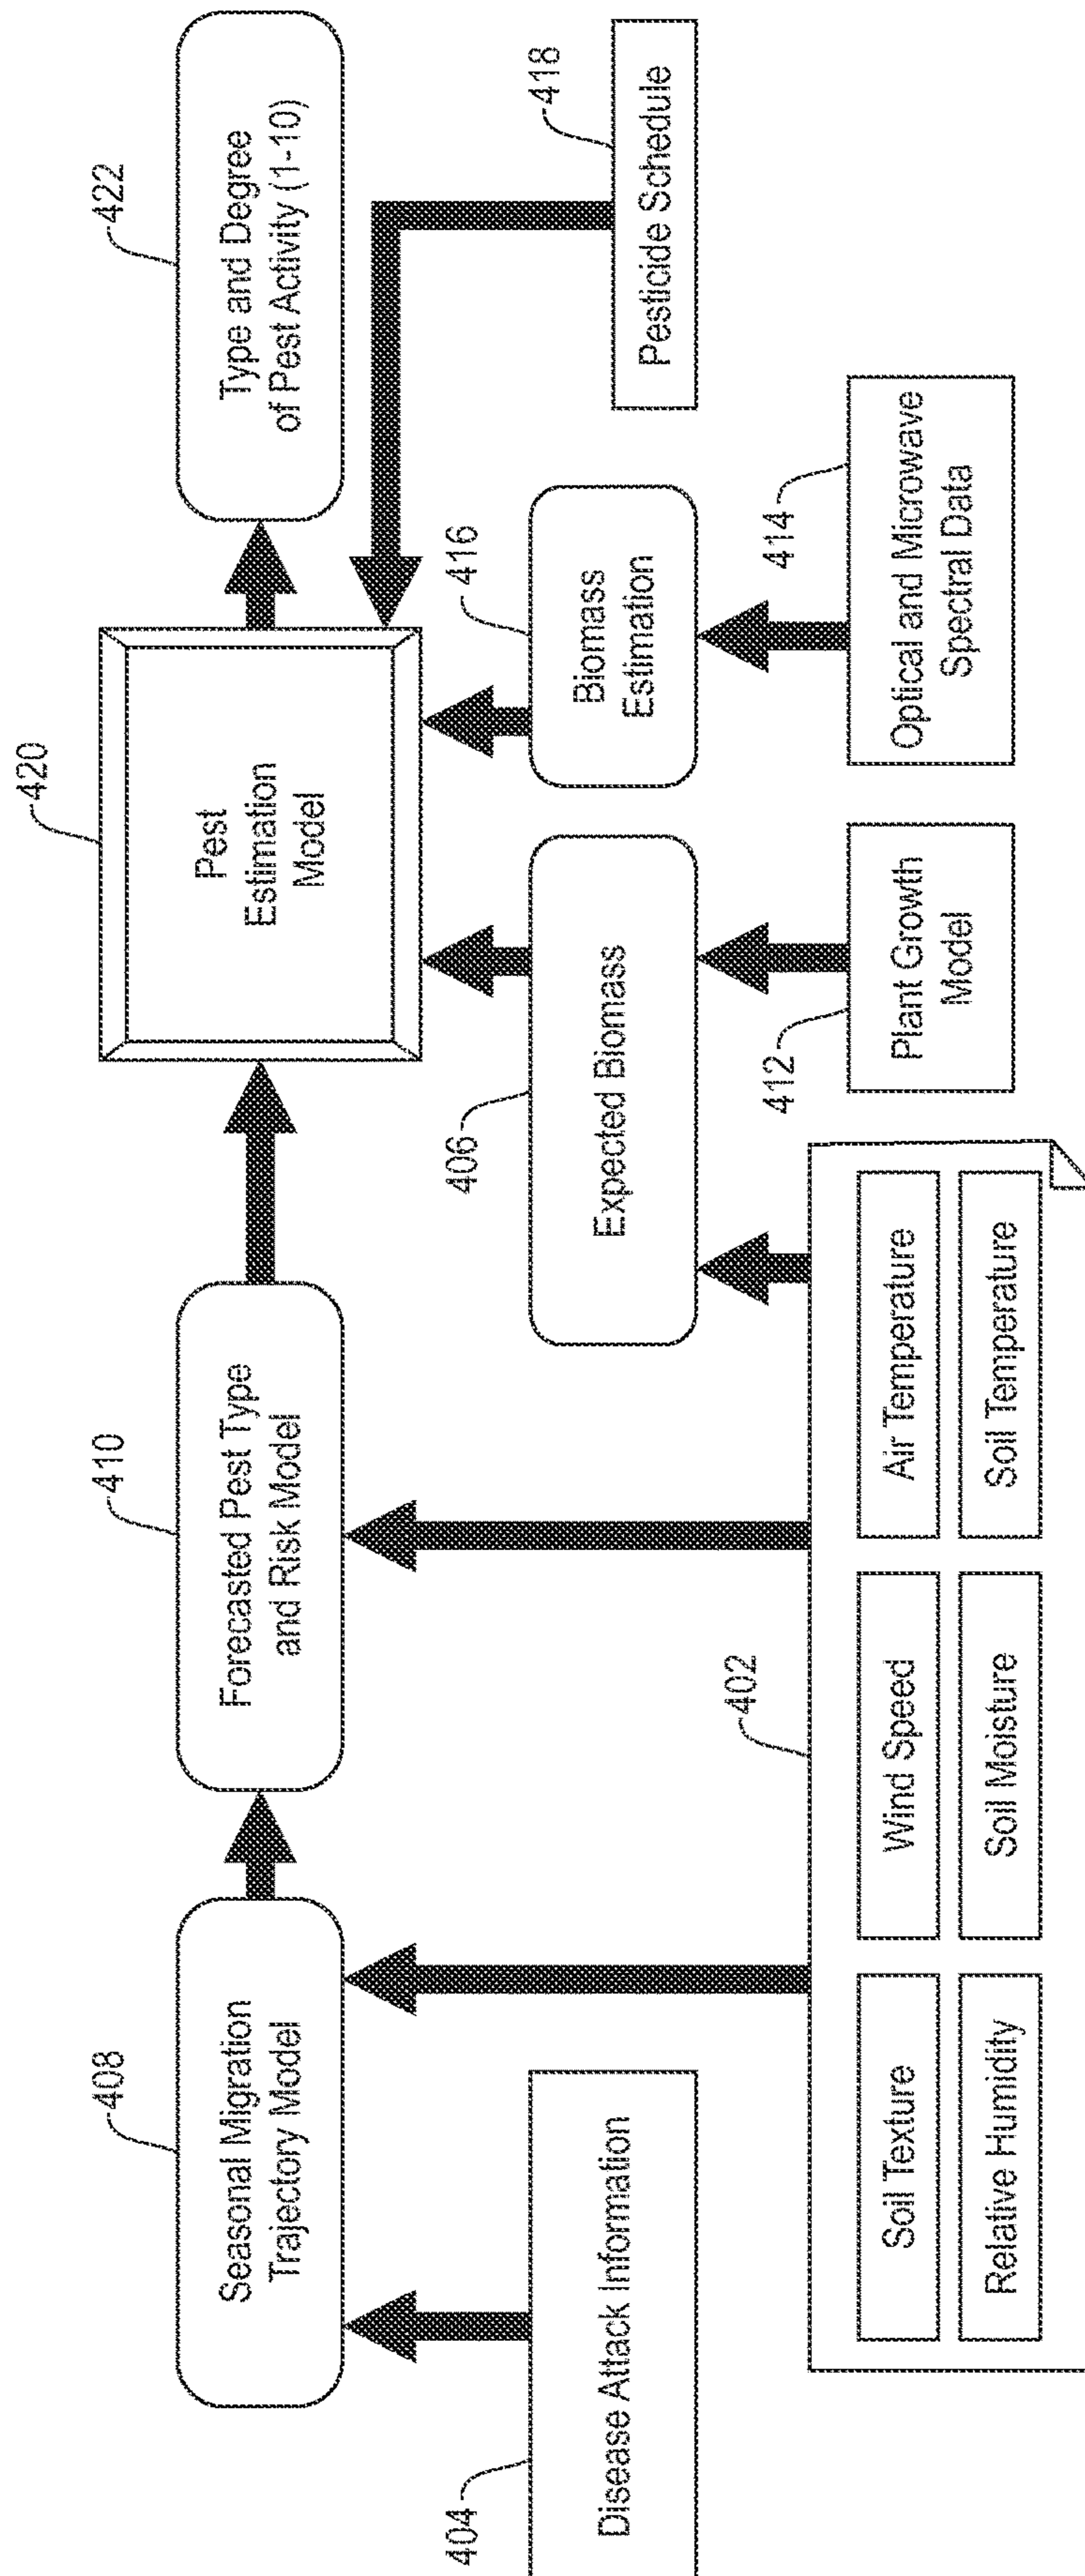 408
Seasonal Migration
Trajectory Model
410
Forecasted Pest Type
and Risk Model
420
Pest
Estimation
Model
422
Type and Degree
of Pest Activity (1-10)
404
Disease Attack Information
406
Expected Biomass
416
Biomass
Estimation
418
Pesticide Schedule
402
Soil Texture
Wind Speed
Air Temperature
Relative Humidity
Soil Moisture
Soil Temperature
412
Plant Growth
Model
414
Optical and Microwave
Spectral Data